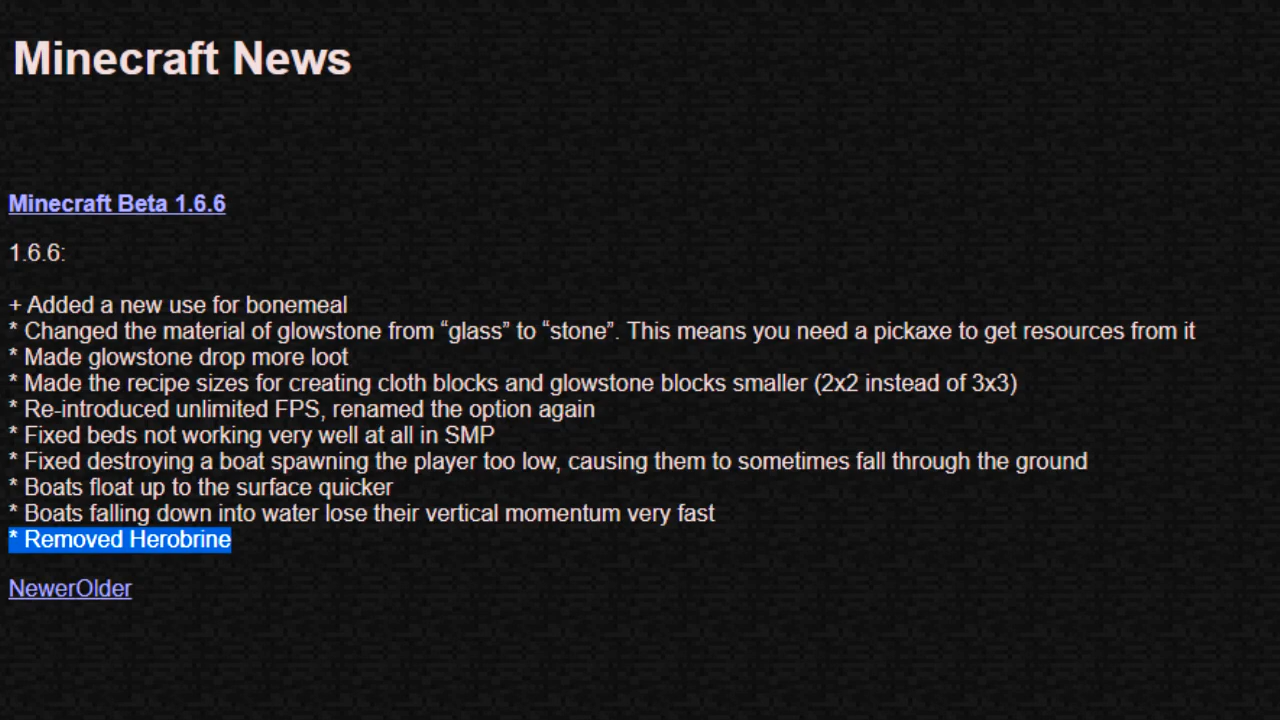 Minecraft News
Minecraft Beta 1.6.6
1.6.6:
+ Added a new use for bonemeal
* Changed the material of glowstone from “glass” to “stone”. This means you need a pickaxe to get resources from it
* Made glowstone drop more loot
* Made the recipe sizes for creating cloth blocks and glowstone blocks smaller (2x2 instead of 3x3)
* Re-introduced unlimited FPS, renamed the option again
* Fixed beds not working very well at all in SMP
* Fixed destroying a boat spawning the player too low, causing them to sometimes fall through the ground
* Boats float up to the surface quicker
* Boats falling down into water lose their vertical momentum very fast
* Removed Herobrine
NewerOlder